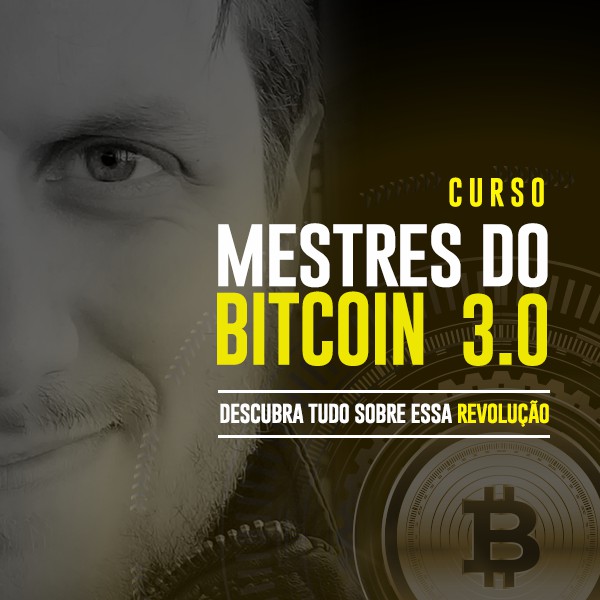 CURSO
MESTRES DO
BITCOIN 3.0
DESCUBRA TUDO SOBRE ESSA REVOLUÇÃO